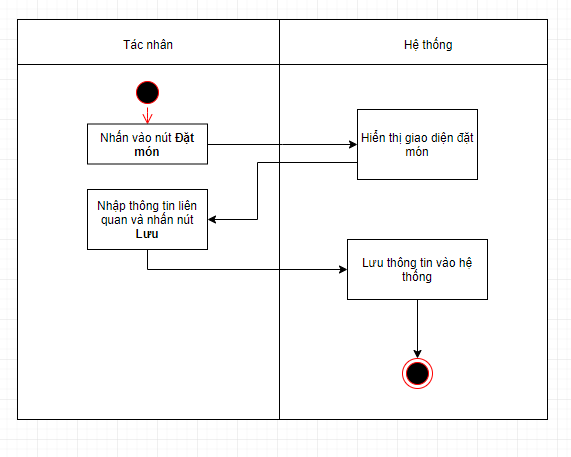 Tác nhân
Hệ thống
Nhấn vào nút Đặt
món
Hiển thị giao diện đặt
món
Nhập thông tin liên
quan và nhấn nút
Lưu
Lưu thông tin vào hệ
thống